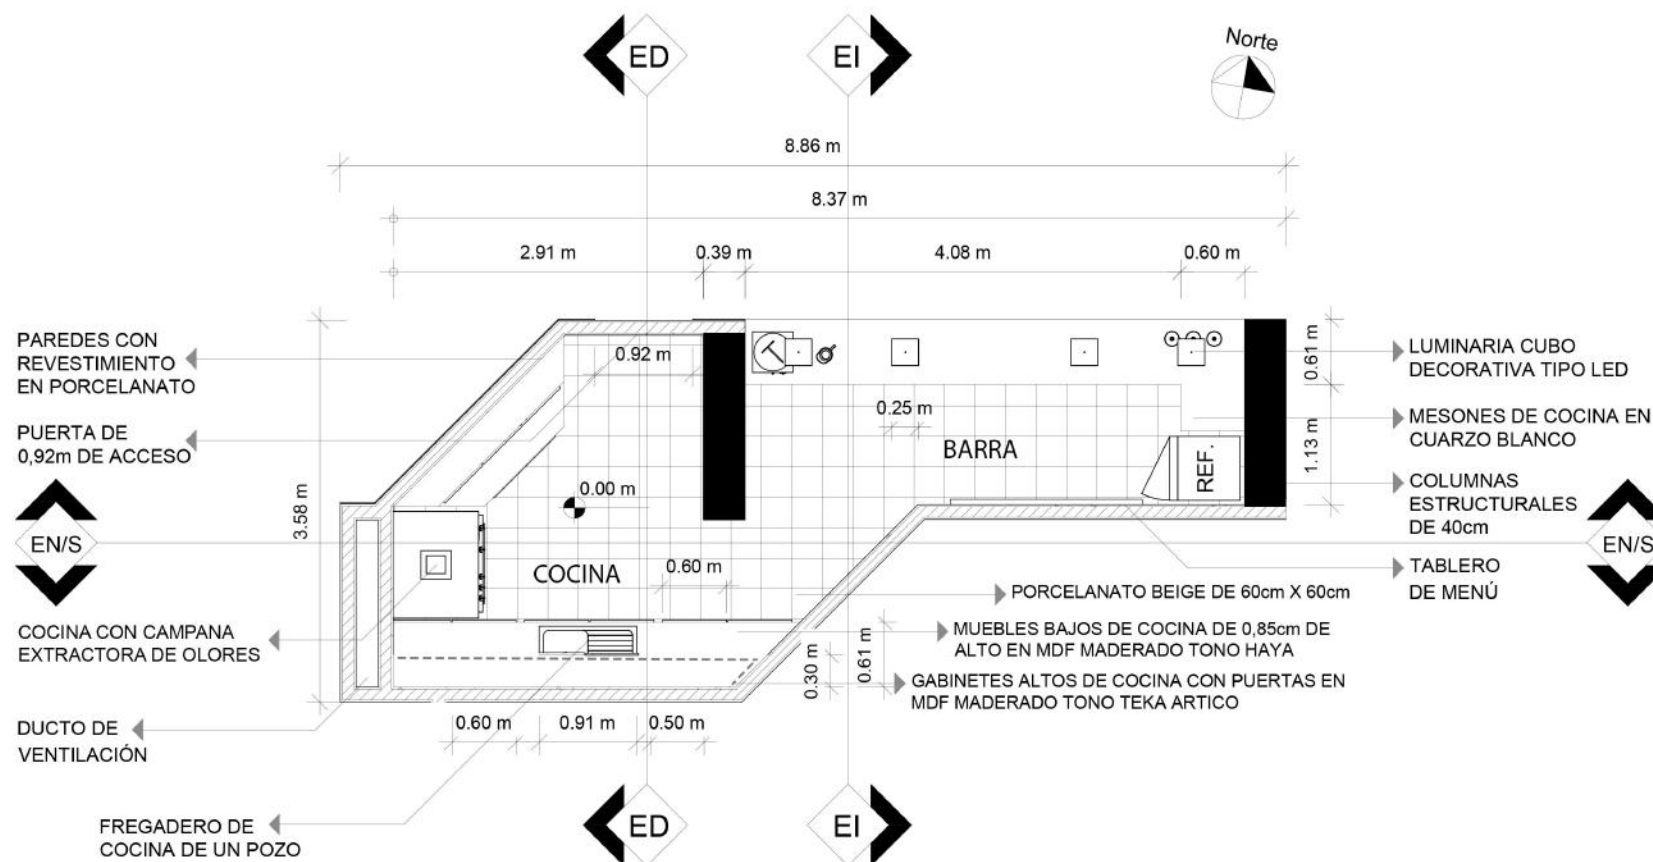 ED
EI
Norte
8.86 m
8.37 m
2.91 m
0.39 m
4.08 m
0.60 m
PAREDES CON
REVESTIMIENTO
EN PORCELANATO
PUERTA DE
0,92m DE ACCESO
0.92 m
0.25 m
BARRA
REF.
0.61 m
1.13 m
LUMINARIA CUBO
DECORATIVA TIPO LED
MESONES DE COCINA EN
CUARZO BLANCO
COLUMNAS
ESTRUCTURALES
DE 40cm
EN/S
3.58 m
0.00 m
COCINA
0.60 m
EN/S
TABLERO
DE MENÚ
PORCELANATO BEIGE DE 60cm X 60cm
MUEBLES BAJOS DE COCINA DE 0,85cm DE
ALTO EN MDF MADERADO TONO HAYA
GABINETES ALTOS DE COCINA CON PUERTAS EN
MDF MADERADO TONO TEKA ARTICO
0.30 m
0.61 m
COCINA CON CAMPANA
EXTRACTORA DE OLORES
DUCTO DE
VENTILACIÓN
0.60 m
0.91 m
0.50 m
FREGADERO DE
COCINA DE UN POZO
ED
EI